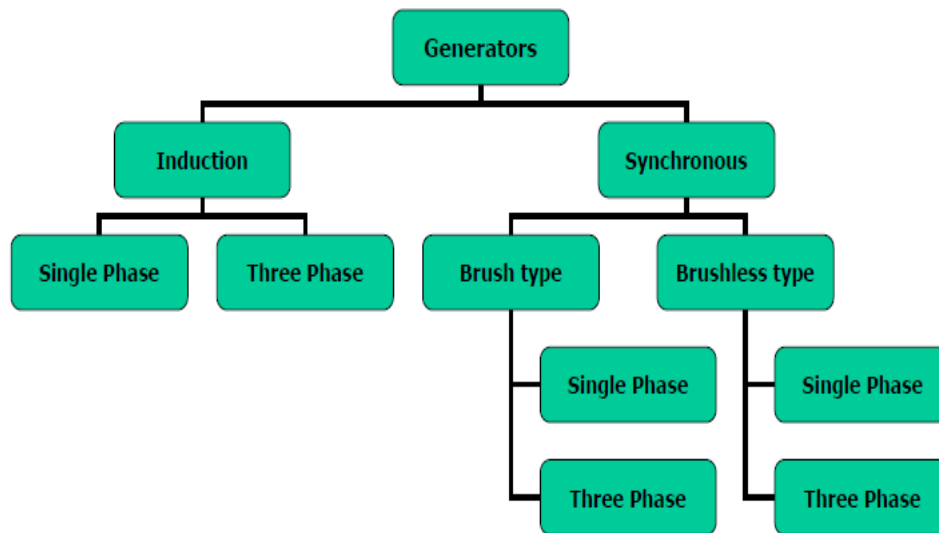 Generators
Induction
Synchronous
Single Phase
Three Phase
Brush type
Brushless type
Single Phase
Single Phase
Three Phase
Three Phase